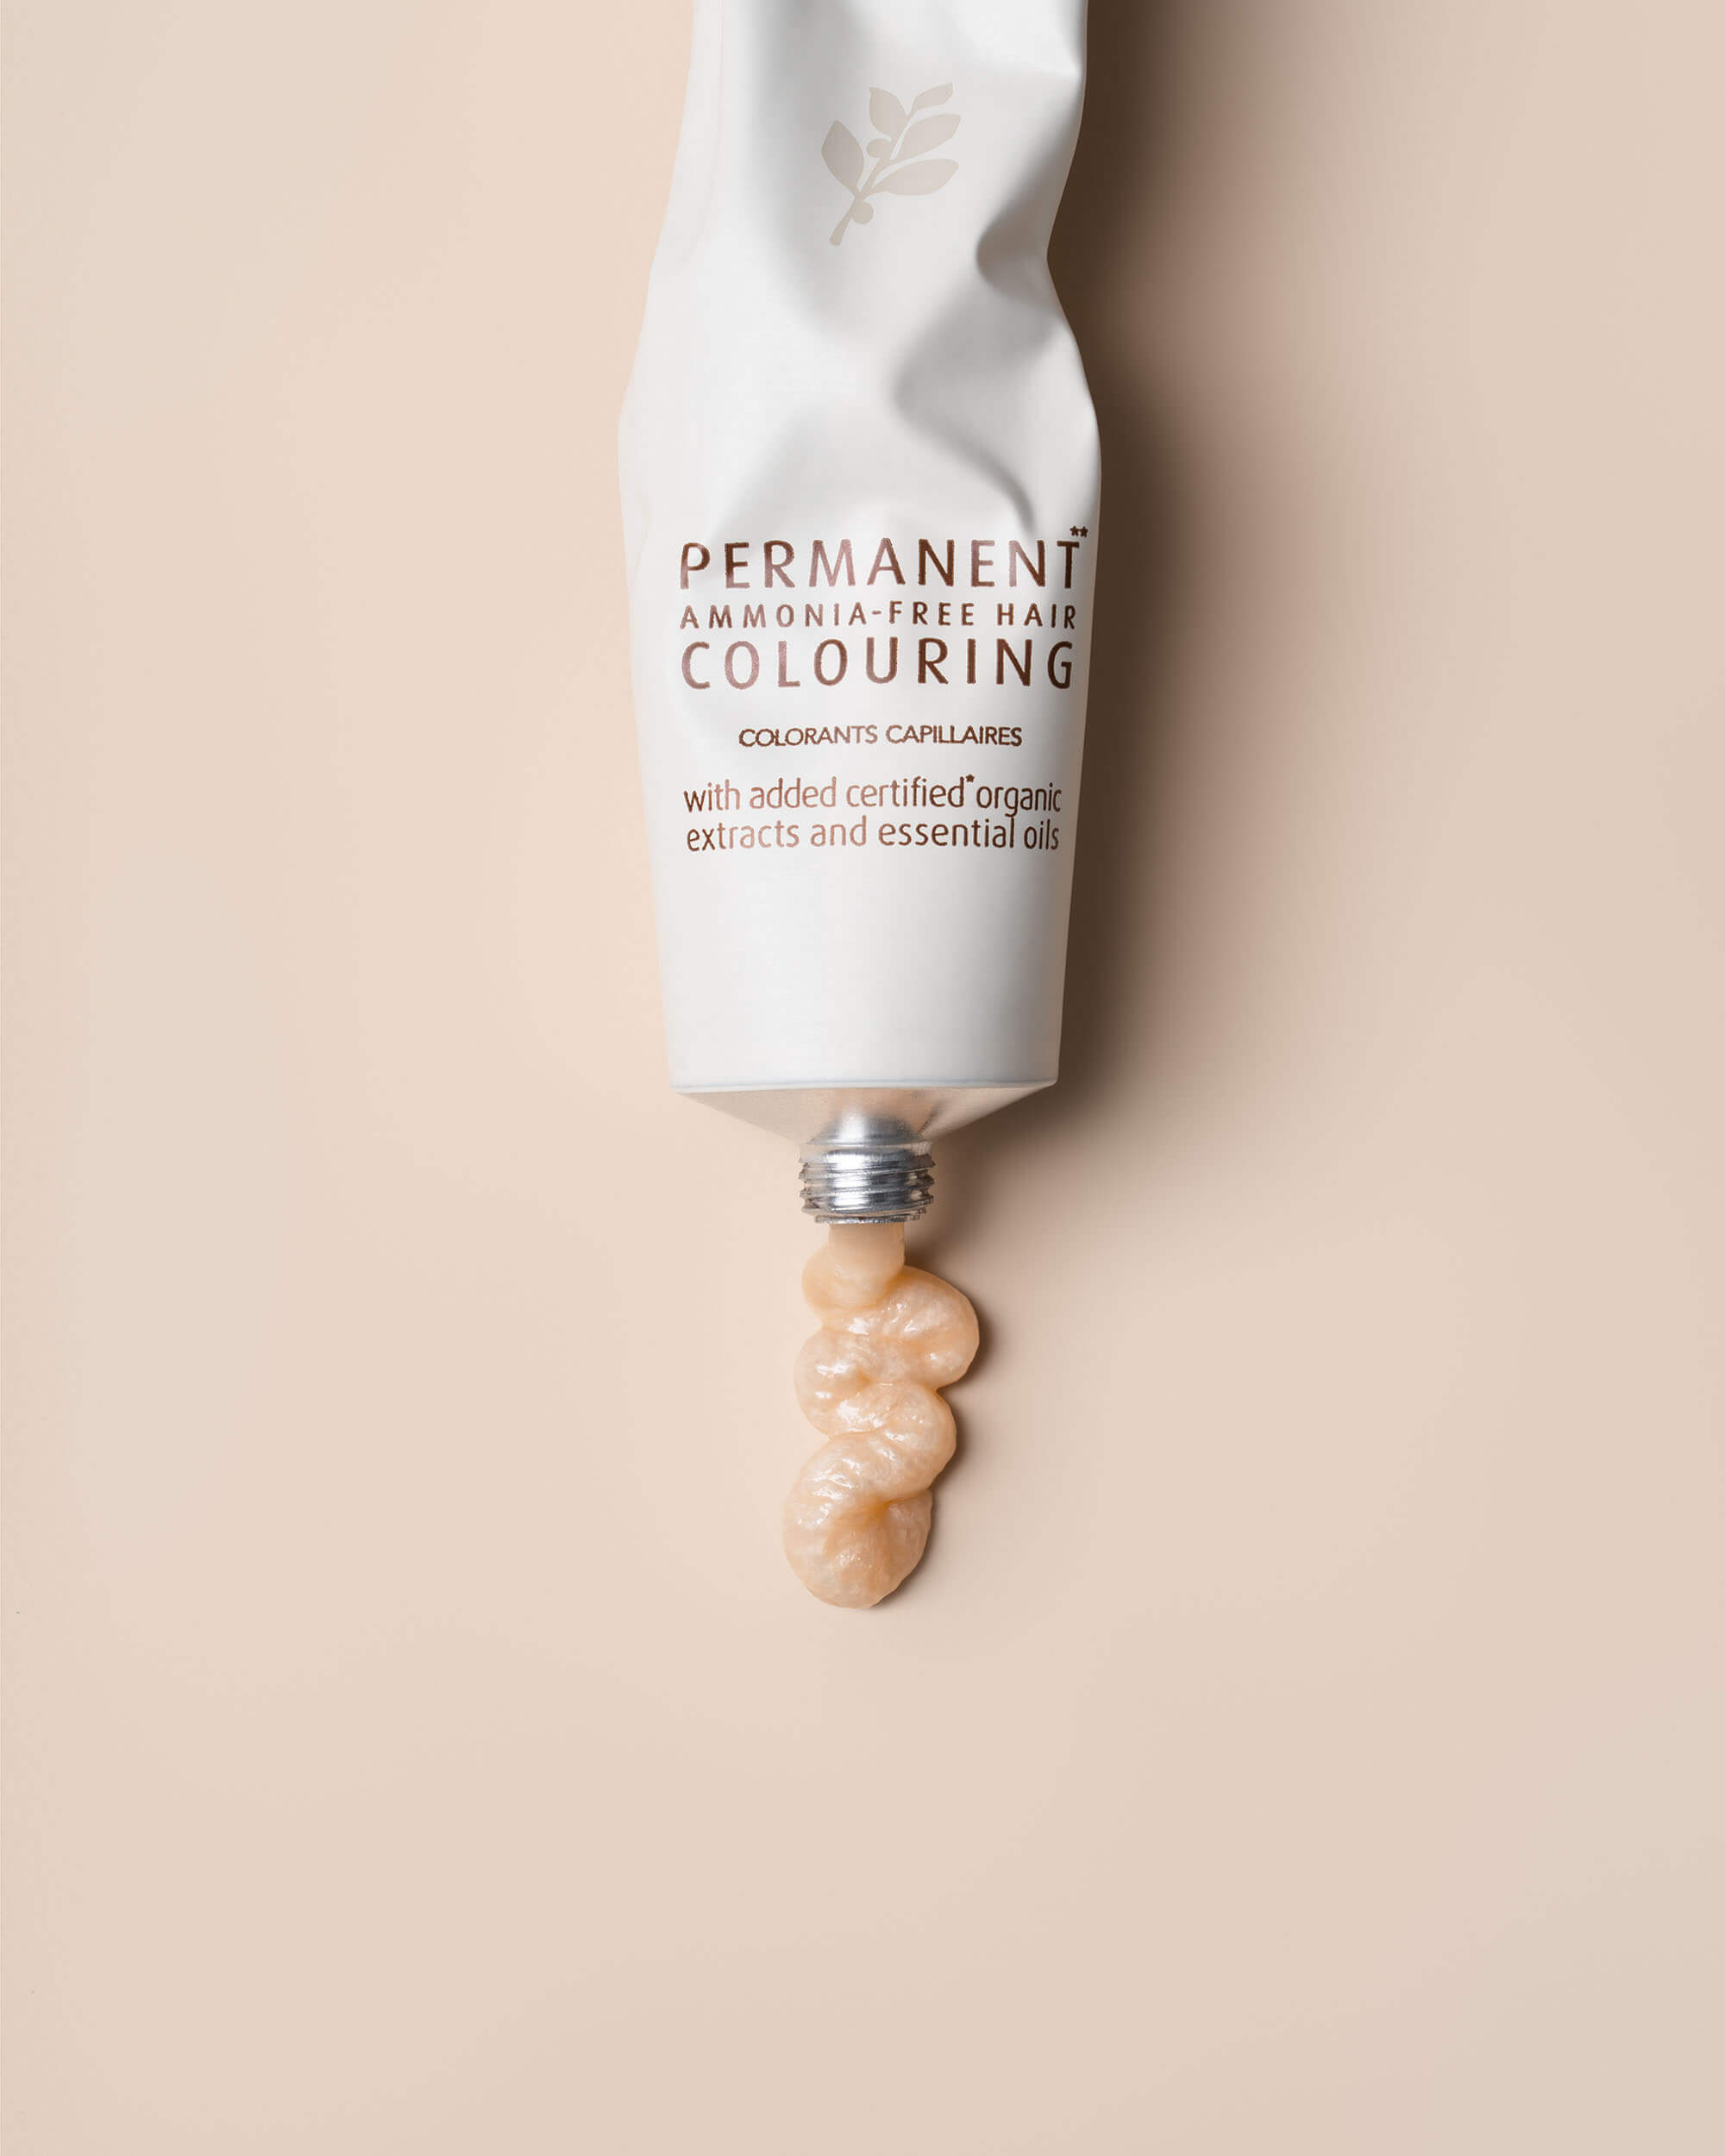 PERMANENT**
AMMONIA-FREE HAIR
COLOURING
COLORANTS CAPILLAIRES
with added certified*organic
extracts and essential oils